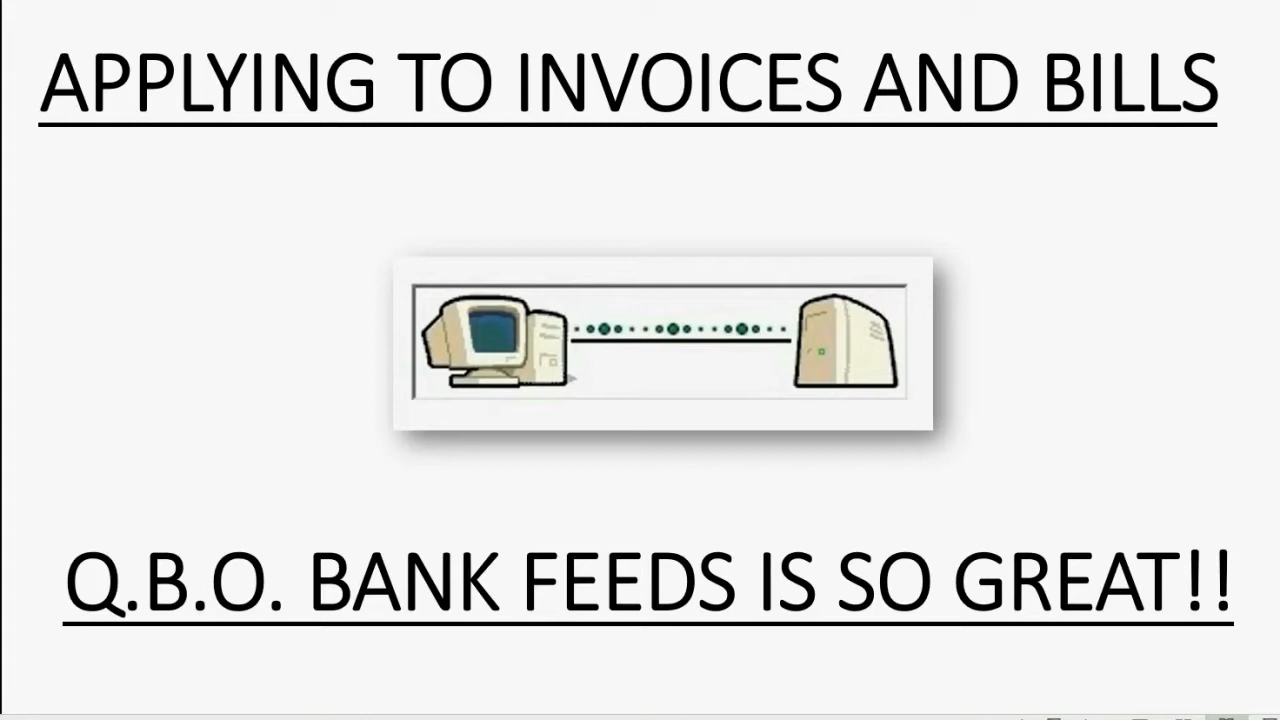 APPLYING TO INVOICES AND BILLS
Q.B.O. BANK FEEDS IS SO GREAT!!